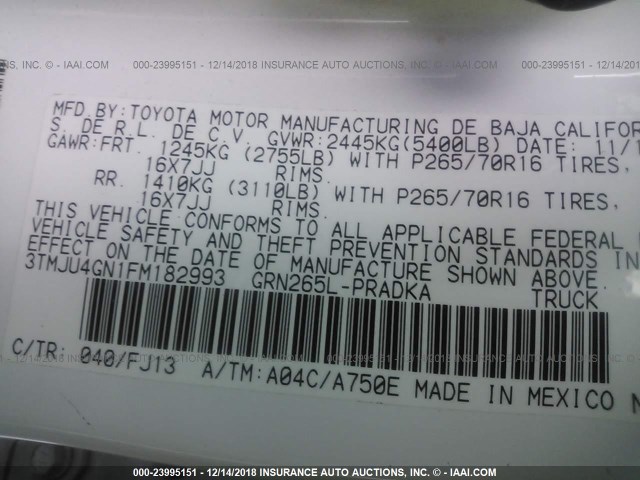 INC. - IAAI.COM 000-23995151 - 12/14/2018 INSURANCE AUTO AUCTIONS, INC. - IAAI.COM 000-23995151
MFD.BY:TOYOTA MOTOR MANUFACTURING DE BAJA CALIFOR
S. DE R.L. DE C.V. GVWR:2445KG(5400LB) DATE: 11/1
GAWR:FRT. 1245KG (2755LB) WITH P265/70R16 TIRES,
16X7JJ RIMS.
RR. 1410KG (3110LB) WITH P265/70R16 TIRES,
16X7JJ RIMS.
THIS VEHICLE CONFORMS TO ALL APPLICABLE FEDERAL
VEHICLE SAFETY AND THEFT PREVENTION STANDARDS IN
EFFECT ON THE DATE OF MANUFACTURE SHOWN ABOVE.
3TMJU4GN1FM182993 GRN265L-PRADKA TRUCK
C/TR: 040/FJ13 A/TM:A04C/A750E MADE IN MEXICO N
000-23995151 - 12/14/2018 INSURANCE AUTO AUCTIONS, INC. - IAAI.COM